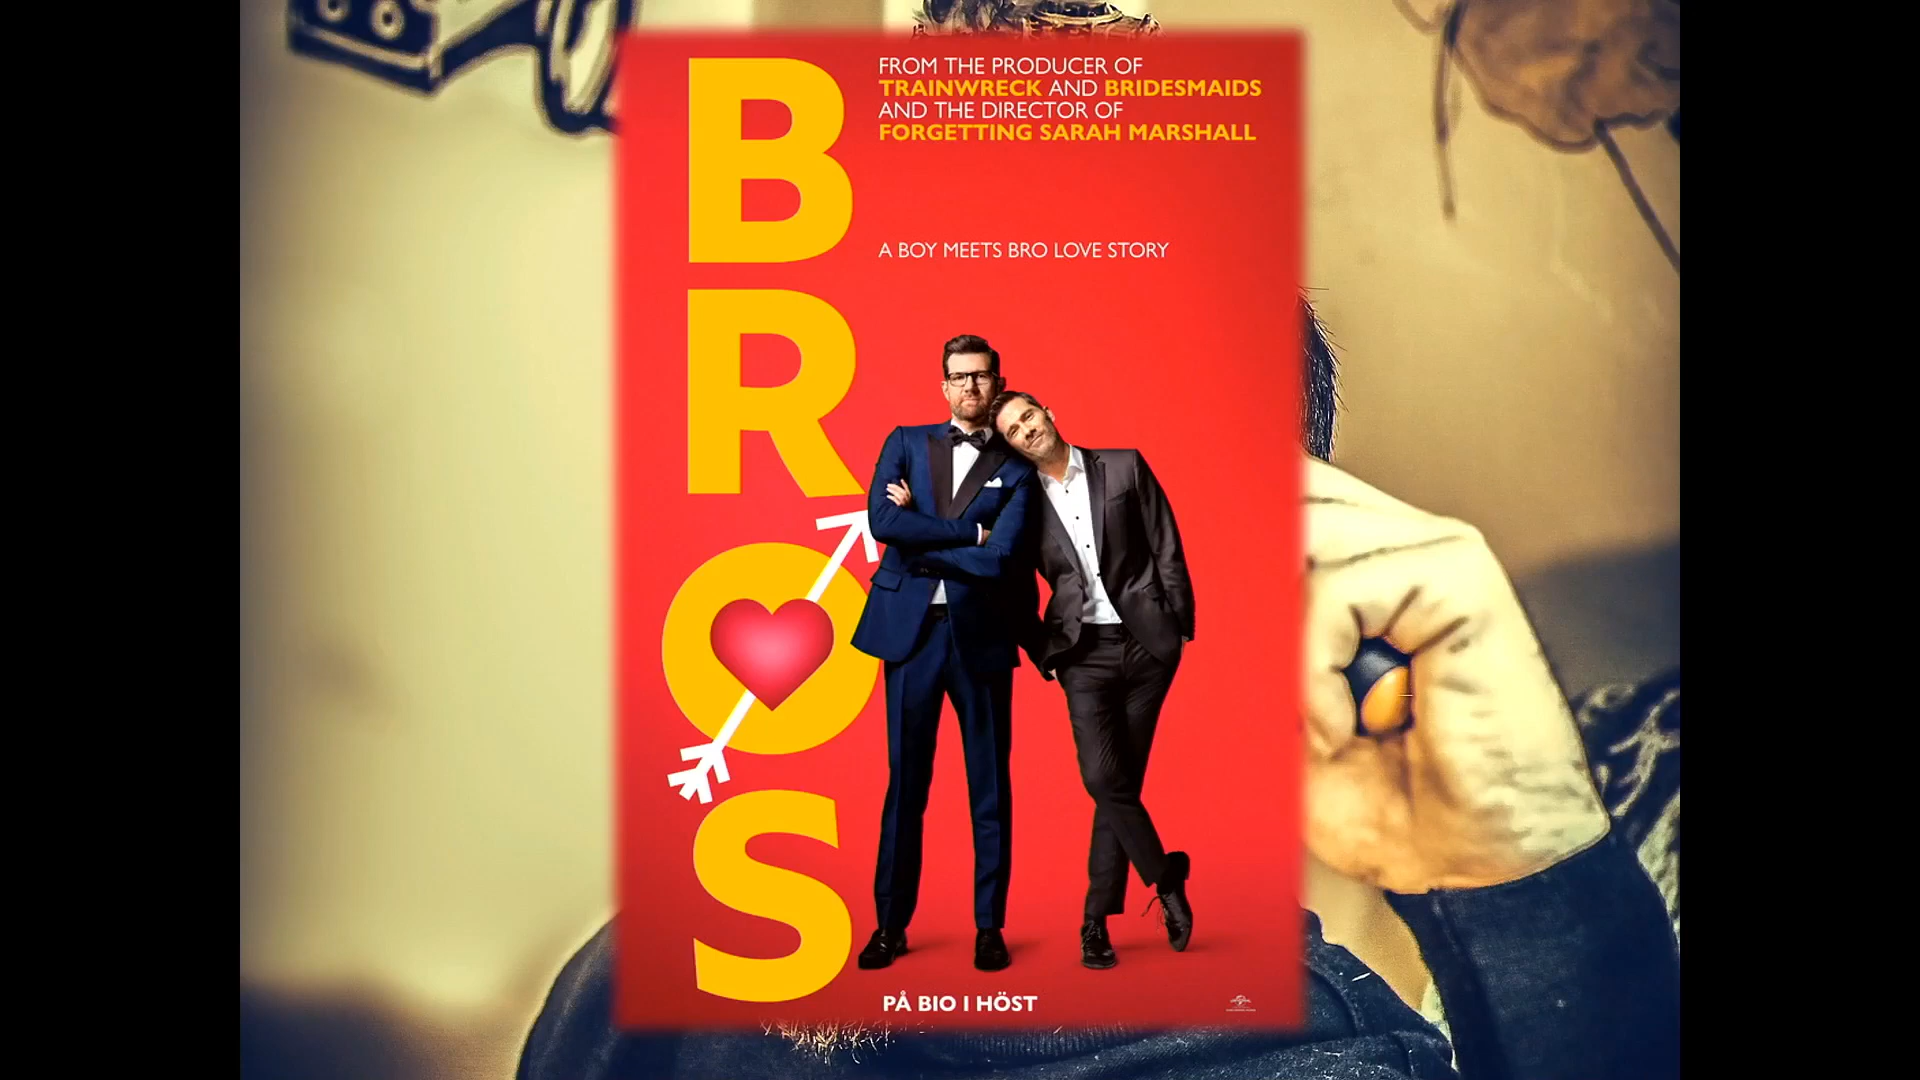 BROS
FROM THE PRODUCER OF
TRAINWRECK AND BRIDESMAIDS
AND THE DIRECTOR OF
FORGETTING SARAH MARSHALL
A BOY MEETS BRO LOVE STORY
PÅ BIO I HÖST